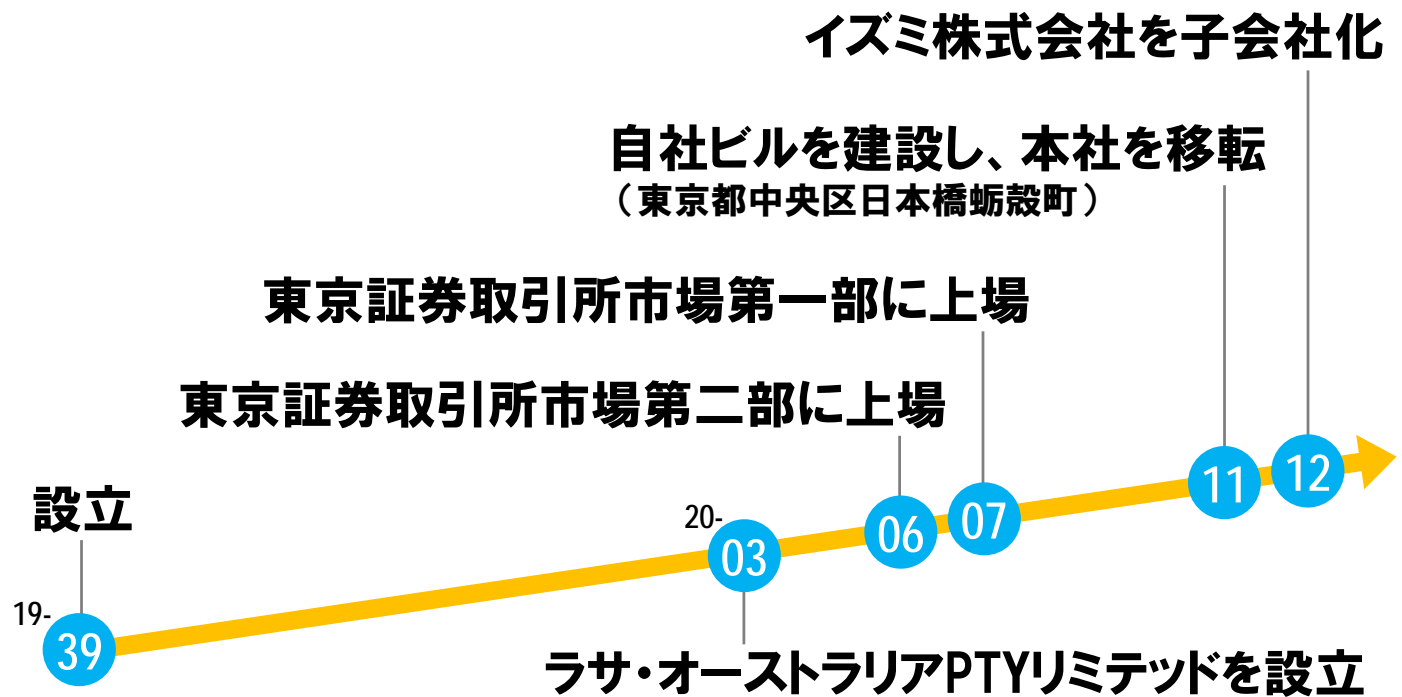 イズミ株式会社を子会社化
自社ビルを建設し、本社を移転
（東京都中央区日本橋蛎殻町）
東京証券取引所市場第一部に上場
東京証券取引所市場第二部に上場
設立
19-
39
20-
03
06
07
11
12
ラサ・オーストラリアPTYリミテッドを設立